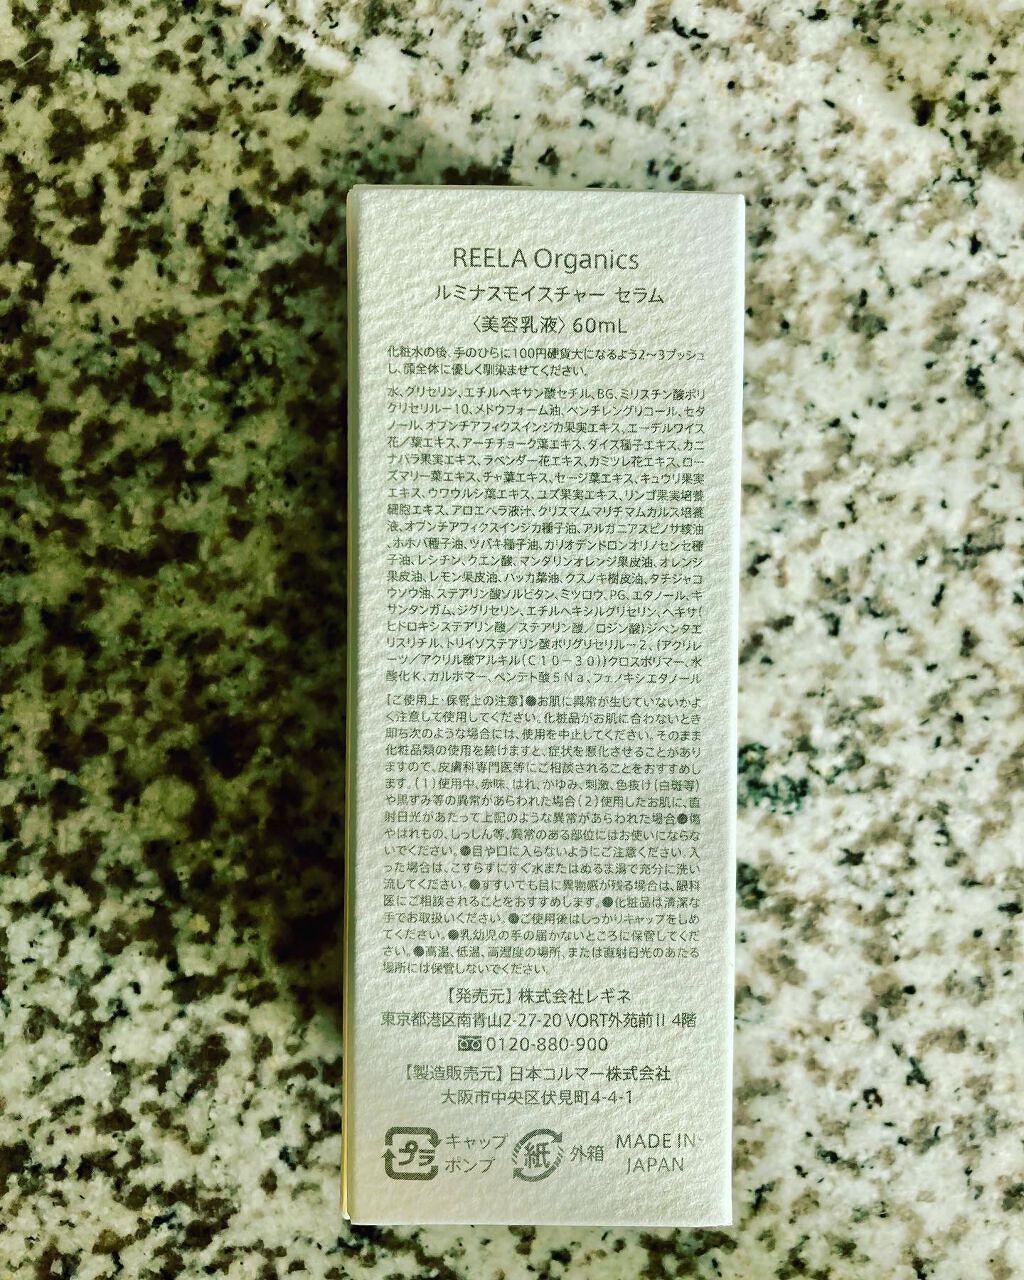 REELA Organics
ルミナスモイスチャー セラム
〈美容乳液〉60mL
化粧水の後、手のひらに100円硬貨大になるよう2〜3プッシュ
し、顔全体に優しく馴染ませてください。
水、グリセリン、エチルヘキサン酸セチル、BG、ミリスチン酸ポリ
グリセリル－10、メドウフォーム油、ペンチレングリコール、セタ
ノール、オプンチアフィクスインジカ果実エキス、エーデルワイス
花／葉エキス、アーチチョーク葉エキス、ダイズ種子エキス、カニ
ナバラ果実エキス、ラベンダー花エキス、カミツレ花エキス、ロー
ズマリー葉エキス、チャ葉エキス、セージ葉エキス、キュウリ果実
エキス、ウワウルシ葉エキス、ユズ果実エキス、リンゴ果実培養
細胞エキス、アロエベラ液汁、クリスマムマリチマムカルス培養
液、オプンチアフィクスインジカ種子油、アルガニアスピノサ核油
、ホホバ種子油、ツバキ種子油、カリオデンドロンオリノセンセ種
子油、レシチン、クエン酸、マンダリンオレンジ果皮油、オレンジ
果皮油、レモン果皮油、ハッカ葉油、クスノキ樹皮油、タチジャコ
ウソウ油、ステアリン酸ソルビタン、ミツロウ、PG、エタノール、キ
サンタンガム、ジグリセリン、エチルヘキシルグリセリン、ヘキサ(
ヒドロキシステアリン酸／ステアリン酸／ロジン酸)ジペンタエ
リスリチル、トリイソステアリン酸ポリグリセリル－2、(アクリレ
ーツ／アクリル酸アルキル(C10－30))クロスポリマー、水
酸化K、カルボマー、ペンテト酸5Na、フェノキシエタノール
【ご使用上・保管上の注意】●お肌に異常が生じていないかよ
く注意して使用してください。化粧品がお肌に合わないとき
即ち次のような場合には、使用を中止してください。そのまま
化粧品類の使用を続けますと、症状を悪化させることがあり
ますので、皮膚科専門医等にご相談されることをおすすめし
ます。(1)使用中、赤味、はれ、かゆみ、刺激、色抜け(白斑等)
や黒ずみ等の異常があらわれた場合(2)使用したお肌に、直
射日光があたって上記のような異常があらわれた場合●傷
やはれもの、しっしん等、異常のある部位にはお使いにならな
いでください。●目や口に入らないようにご注意ください。入
った場合は、こすらずにすぐ水またはぬるま湯で充分に洗い
流してください。●すすいでも目に異物感が残る場合は、眼科
医にご相談されることをおすすめします。●化粧品は清潔な
手でお取扱いください。●ご使用後はしっかりキャップをしめ
てください。●乳幼児の手の届かないところに保管してくだ
さい。●高温、低温、高湿度の場所、または直射日光のあたる
場所には保管しないでください。
【発売元】株式会社レギネ
東京都港区南青山2-27-20 VORT外苑前II 4階
0120-880-900
【製造販売元】日本コルマー株式会社
大阪市中央区伏見町4-4-1
プラ キャップ
ポンプ
紙 外箱
MADE IN
JAPAN